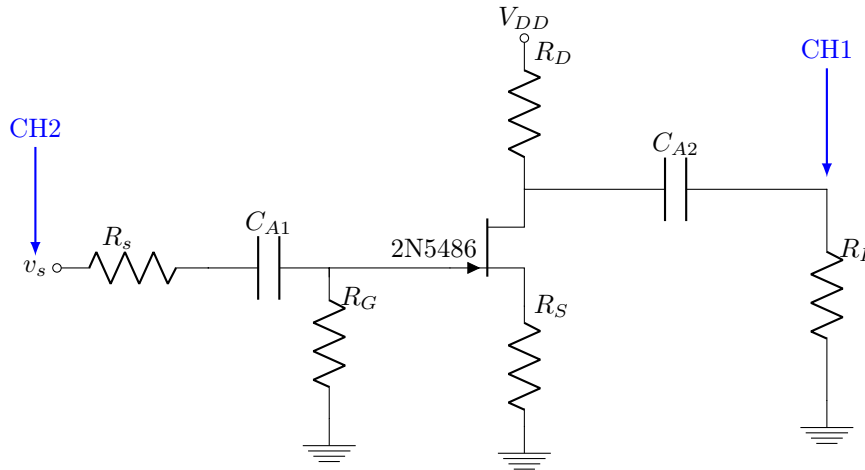 V_DD
R_D
CH1
CH2
C_A2
C_A1
R_s
2N5486
v_s
R_G
R_S